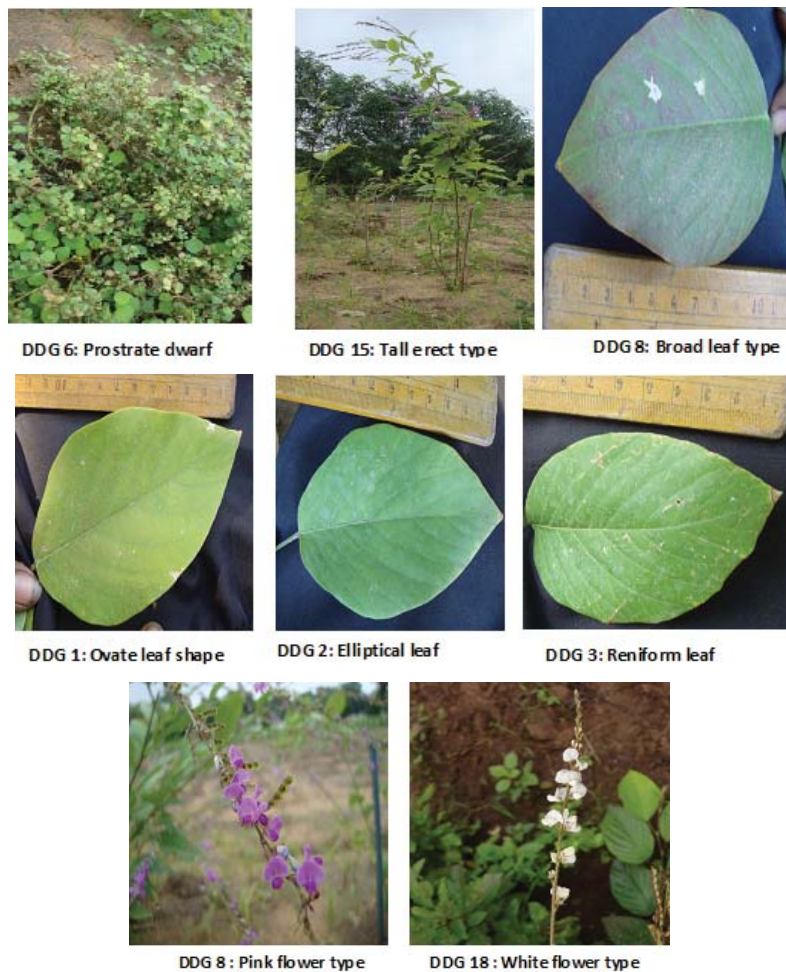 DDG 6: Prostrate dwarf
DDG 15: Tall erect type
DDG 8: Broad leaf type
DDG 1: Ovate leaf shape
DDG 2: Elliptical leaf
DDG 3: Reniform leaf
DDG 8 : Pink flower type
DDG 18: White flower type